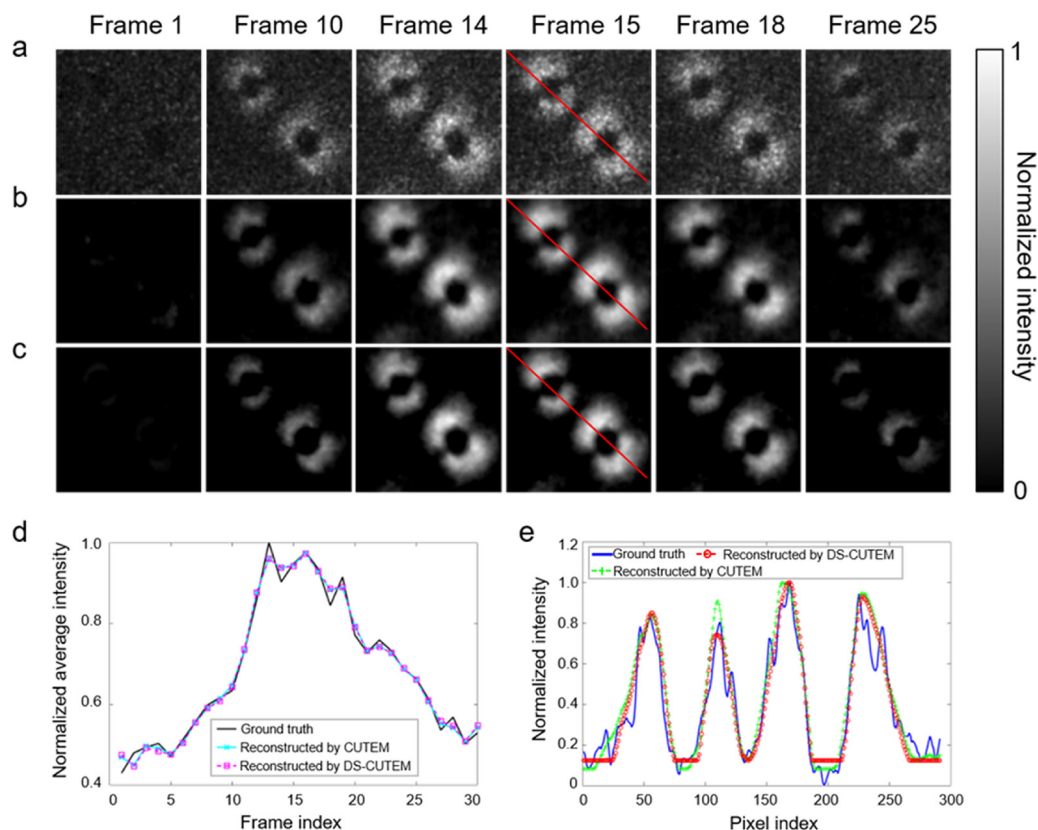 Frame 1 Frame 10 Frame 14 Frame 15 Frame 18 Frame 25
a
b
c
1
Normalized intensity
0
d
Normalized average intensity
1.0
0.8
0.6
0.4
Ground truth
Reconstructed by CUTEM
Reconstructed by DS-CUTEM
0 5 10 15 20 25 30
Frame index
e
Normalized intensity
1.2
1.0
0.8
0.6
0.4
0.2
0
Ground truth Reconstructed by DS-CUTEM
Reconstructed by CUTEM
0 50 100 150 200 250 300
Pixel index